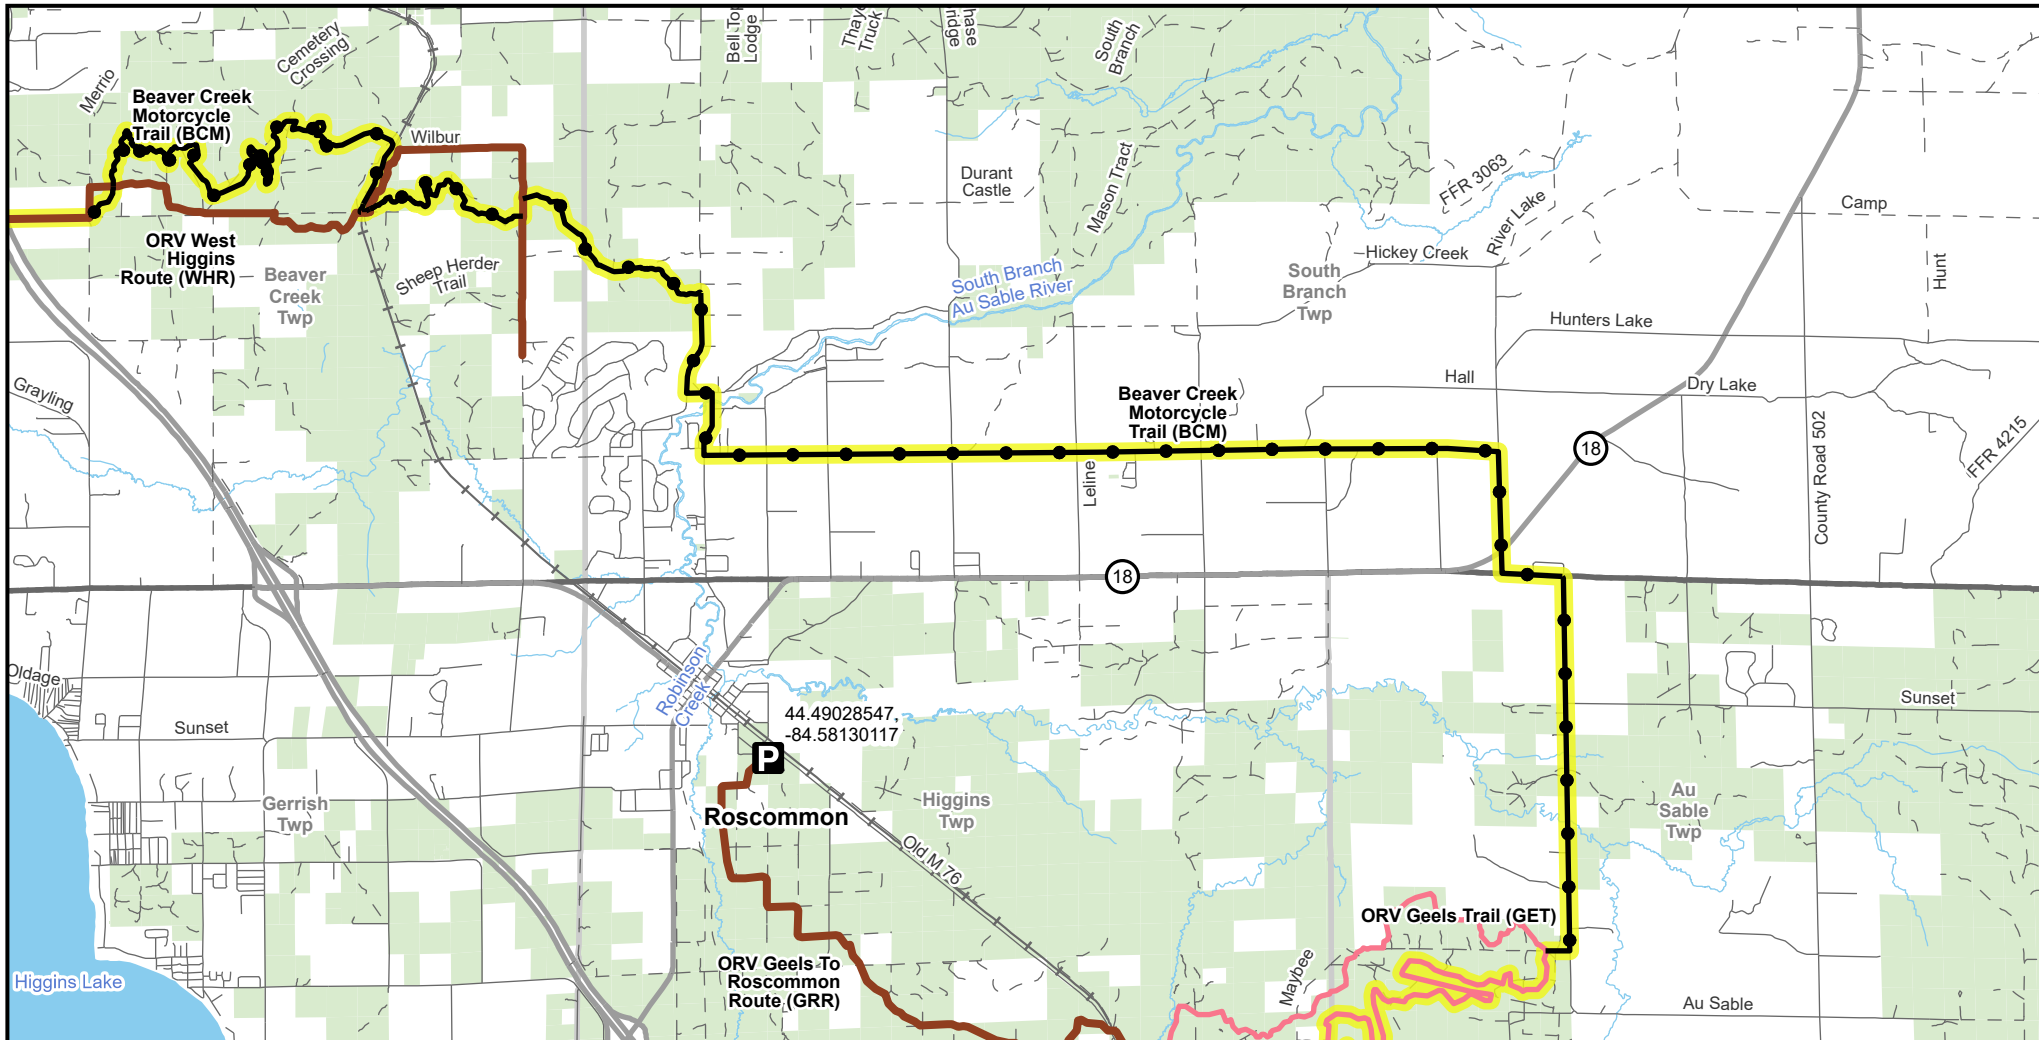 Cemetery
Crossing
Merrio
Beaver Creek
Motorcycle
Trail (BCM)
Wilbur
Bell Top
Lodge
Truck
South
Branch
Durant
Castle
Mason Tract
FFR 3063
River Lake
Camp
Hunt
Hickey Creek
ORV West
Higgins
Route (WHR)
Beaver
Creek
Twp
Sheep Herder
Trail
South Branch
Au Sable River
South
Branch
Twp
Hunters Lake
Grayling
Hall
Dry Lake
Beaver Creek
Motorcycle
Trail (BCM)
County Road 502
FFR 4215
18
Leline
18
Oldage
Sunset
Robinson
Creek
44.49028547,
-84.58130117
P
Sunset
Gerrish
Twp
Roscommon
Higgins
Twp
Au
Sable
Twp
Old M 76
ORV Geels Trail (GET)
ORV Geels To
Roscommon
Route (GRR)
Maybee
Higgins Lake
Au Sable